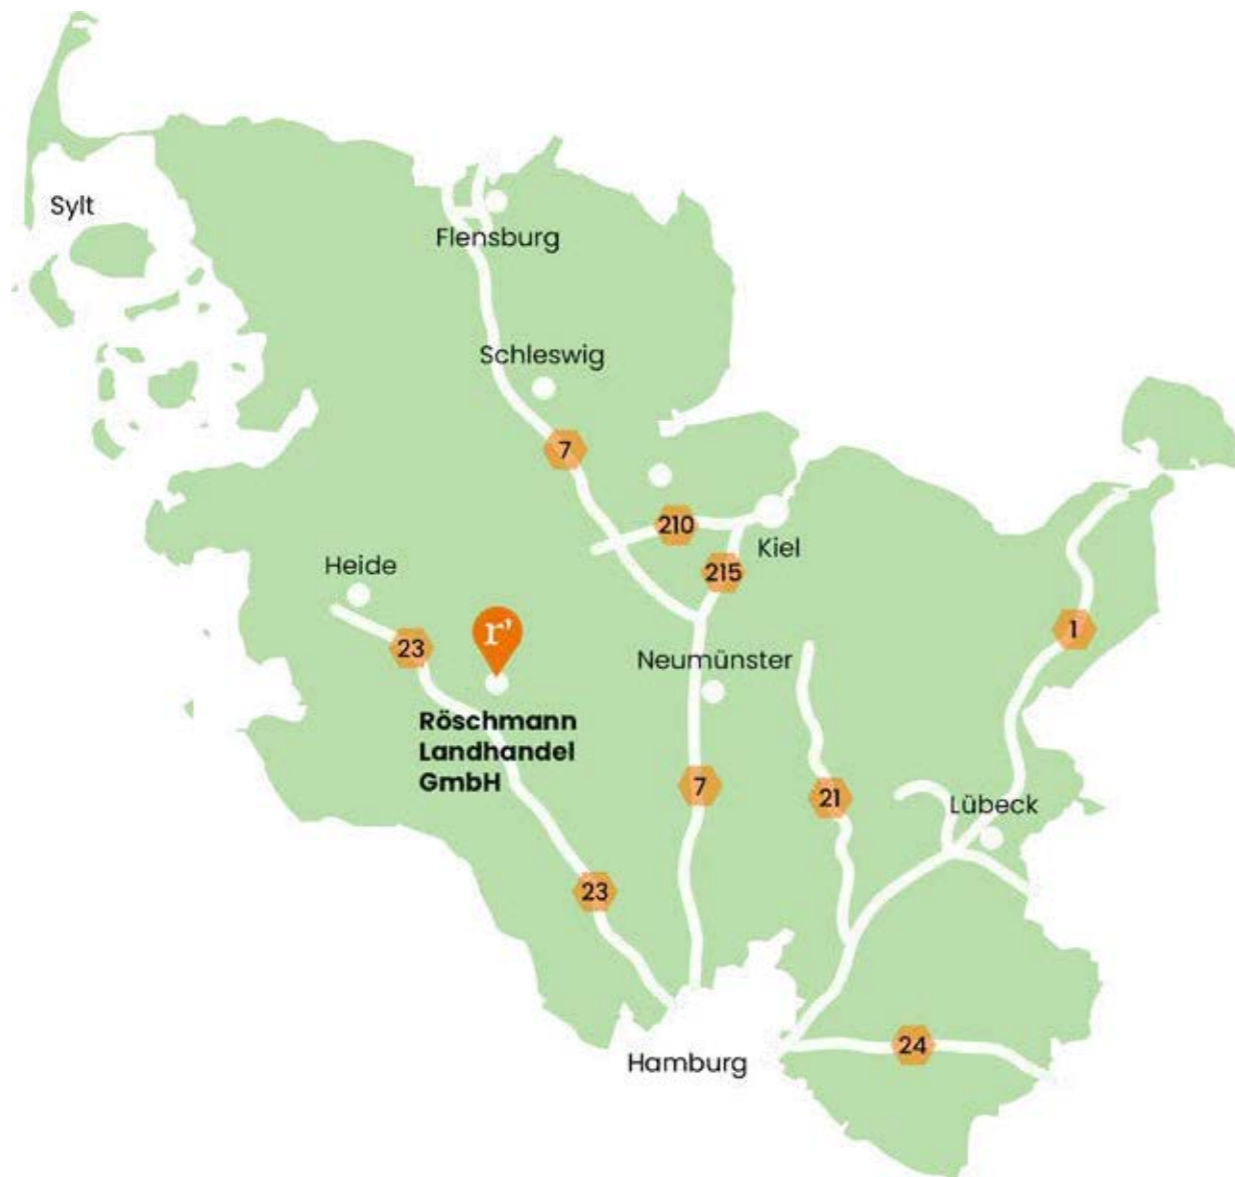 Sylt
Flensburg
Schleswig
7
210
Kiel
215
Heide
23
r'
1
Neumünster
Röschmann
Landhandel
GmbH
7
21
Lübeck
23
24
Hamburg